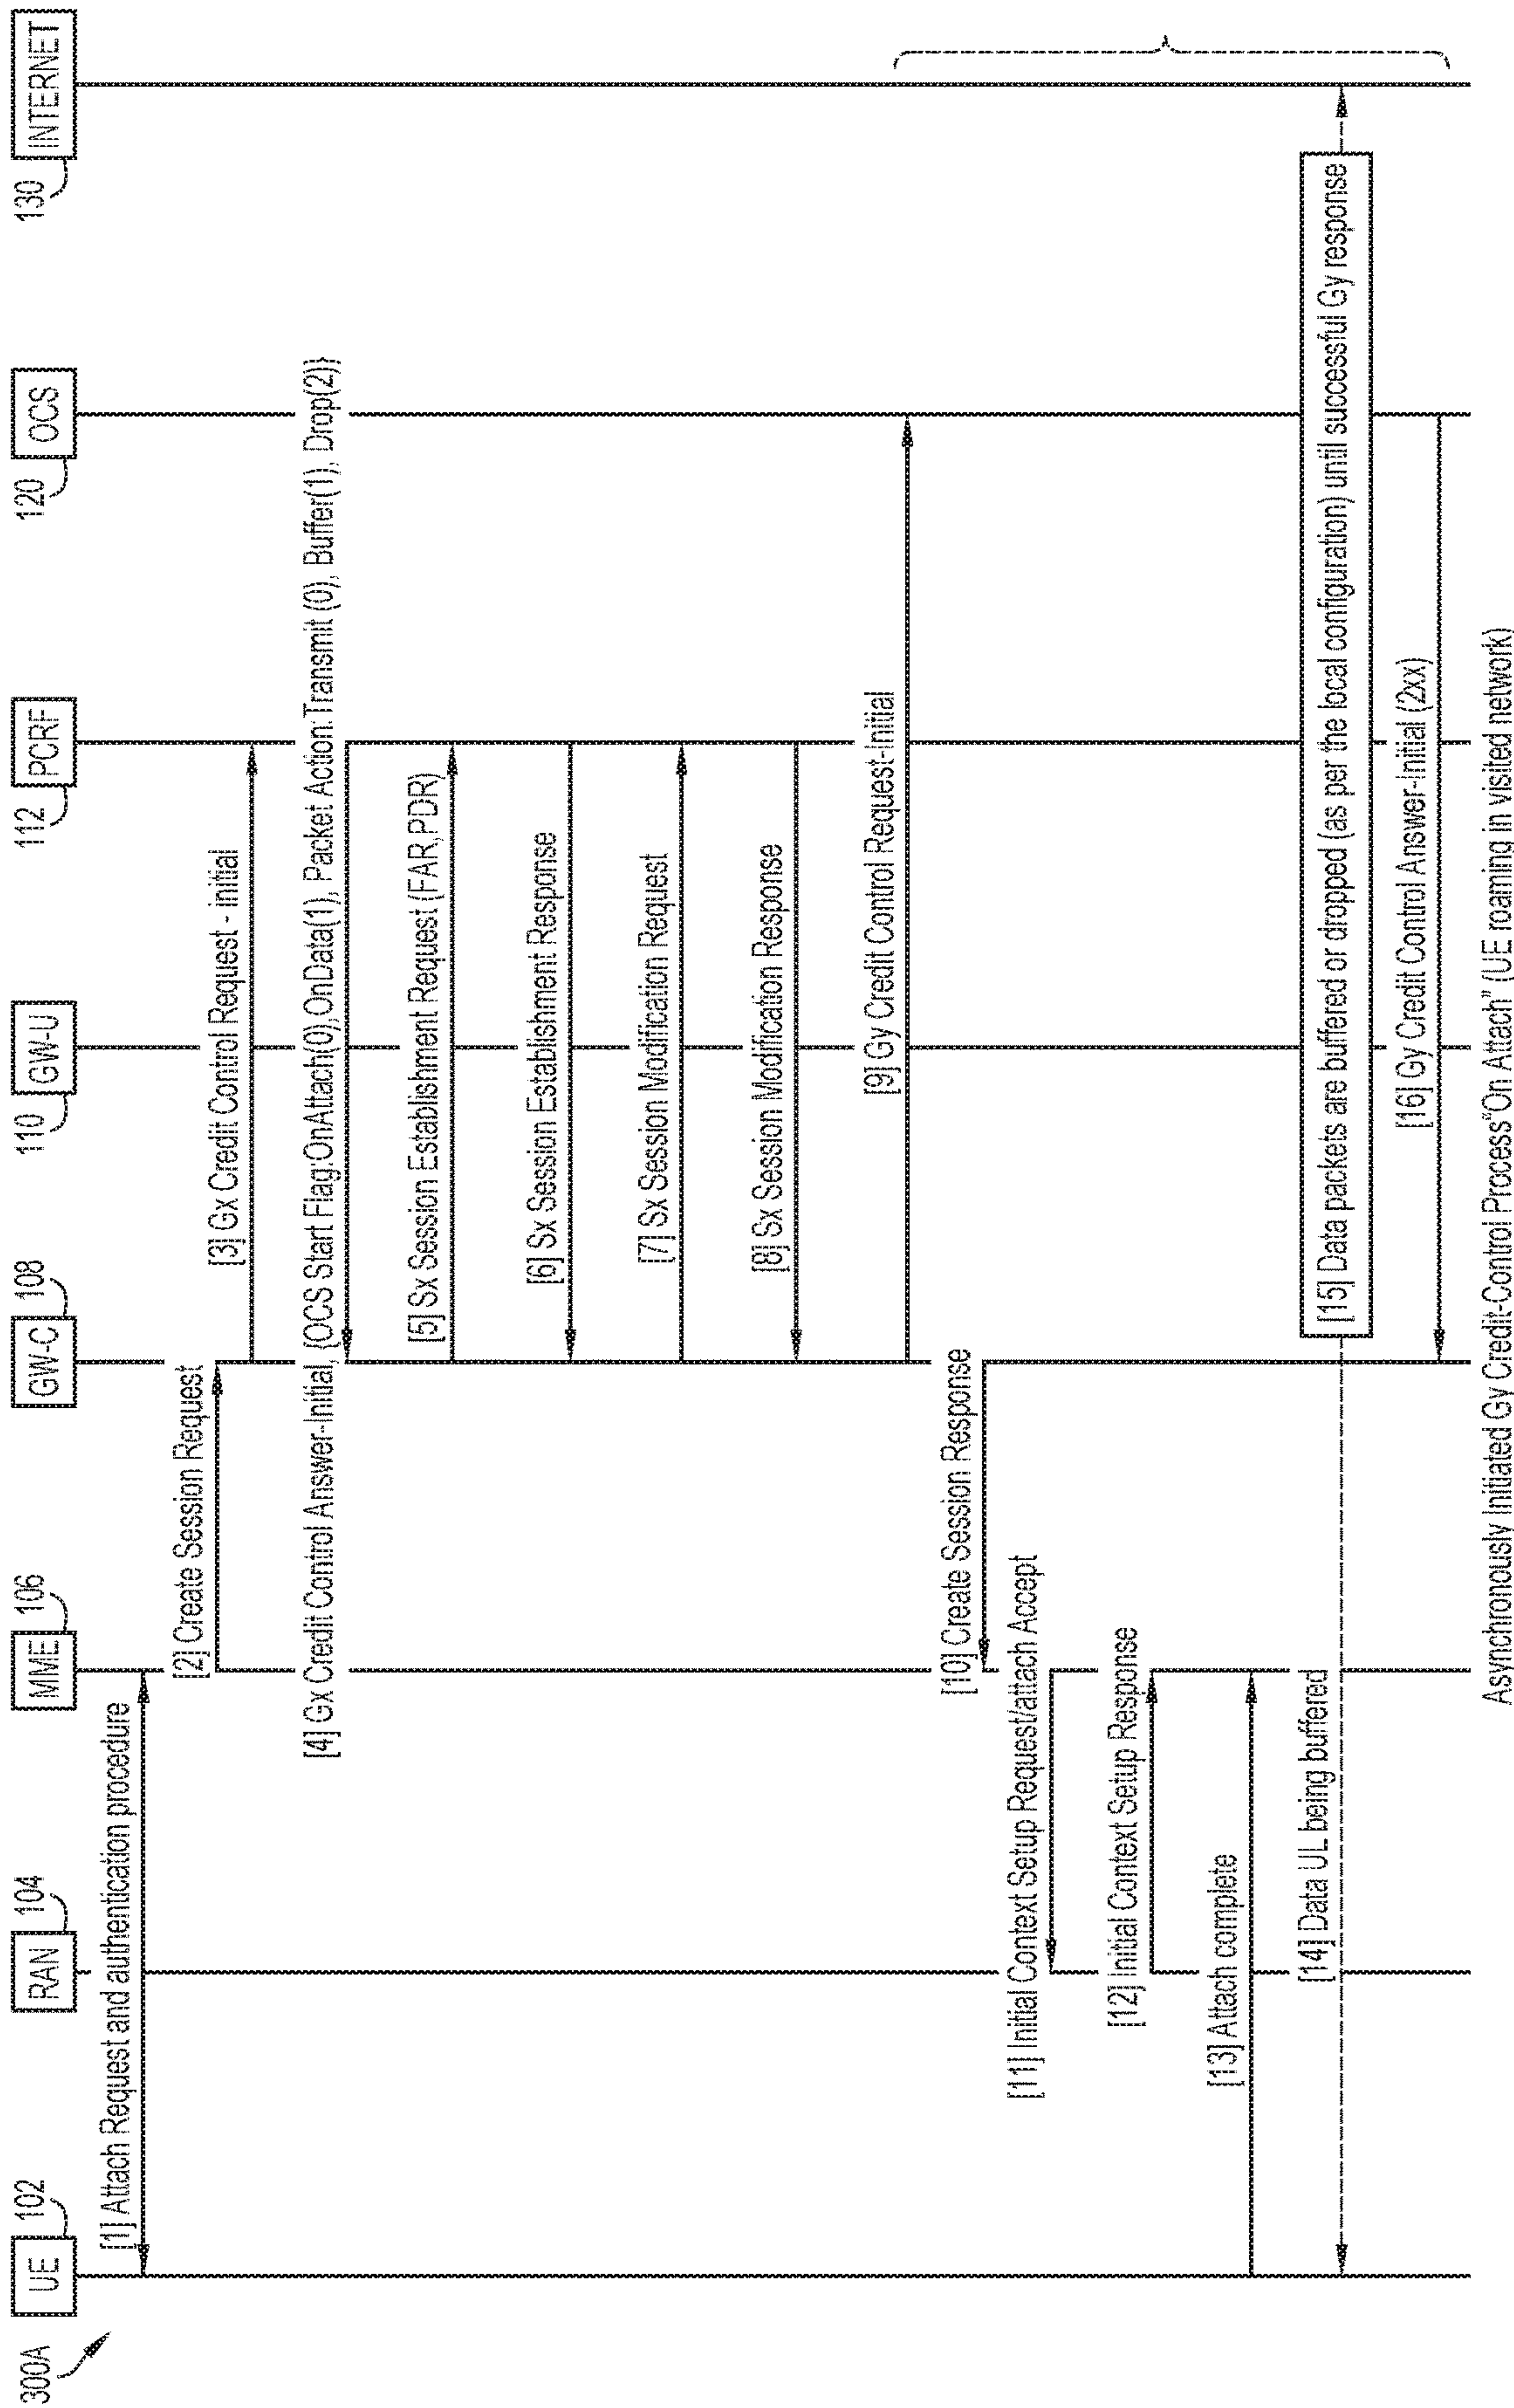 300A
UE
102
RAN
104
MME
106
GW-C
108
110
GW-U
112
PCRF
120
OCS
130
INTERNET
[1] Attach Request and authentication procedure
[2] Create Session Request
[3] Gx Credit Control Request - initial
[4] Gx Credit Control Answer-Initial, (OCS Start Flag:OnAttach(0),OnData(1), Packet Action:Transmit (0), Buffer(1), Drop(2)}
[5] Sx Session Establishment Request (FAR,PDR)
[6] Sx Session Establishment Response
[7] Sx Session Modification Request
[8] Sx Session Modification Response
[9] Gy Credit Control Request-Initial
[10] Create Session Response
[11] Initial Context Setup Request/attach Accept
[12] Initial Context Setup Response
[13] Attach complete
[14] Data UL being buffered
[15] Data packets are buffered or dropped (as per the local configuration) until successful Gy response
[16] Gy Credit Control Answer-Initial (2xx)
Asynchronously Initiated Gy Credit-Control Process“On Attach” (UE roaming in visited network)